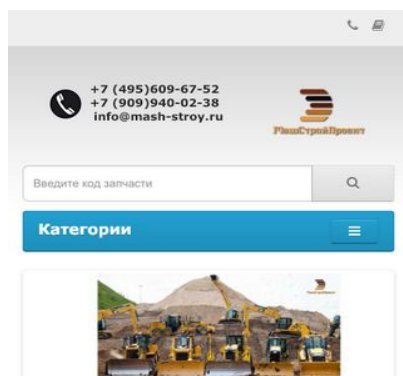 +7 (495)609-67-52
+7 (909)940-02-38
info@mash-stroy.ru
МашСтройПроект
Введите код запчасти
Категории